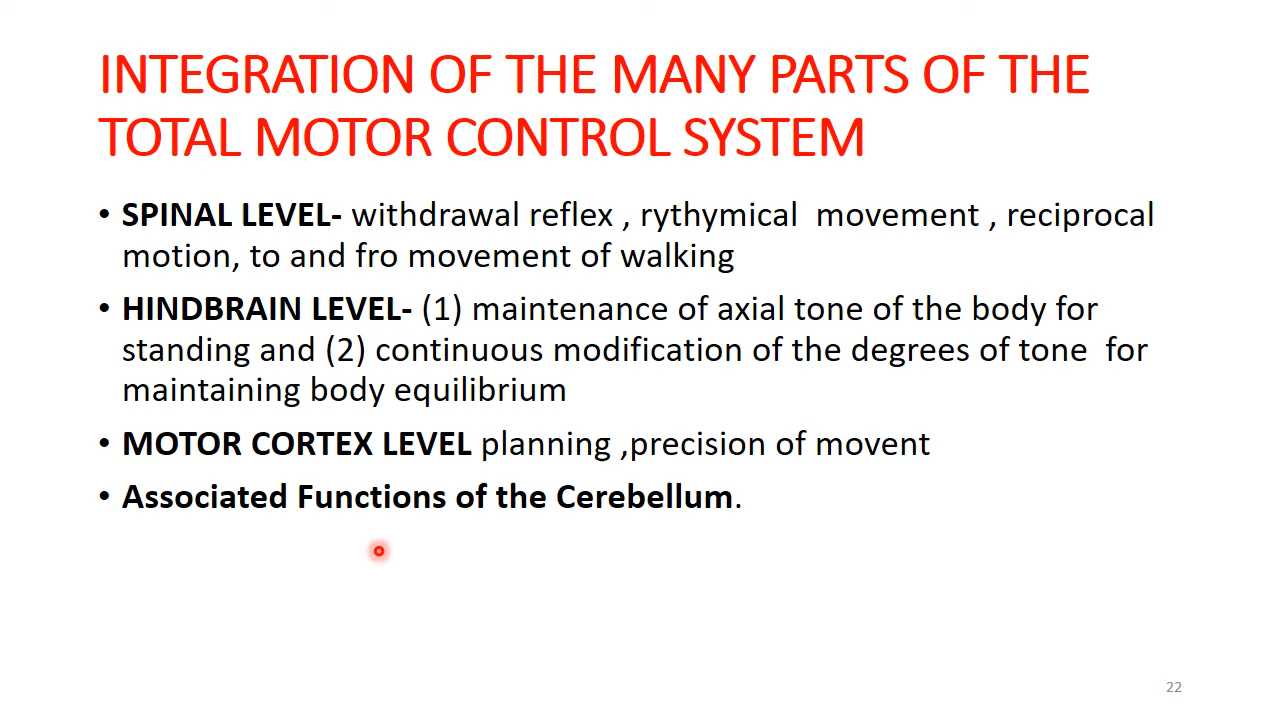 INTEGRATION OF THE MANY PARTS OF THE
TOTAL MOTOR CONTROL SYSTEM
• SPINAL LEVEL- withdrawal reflex , rythymical  movement , reciprocal
motion, to and fro movement of walking
• HINDBRAIN LEVEL- (1) maintenance of axial tone of the body for
standing and (2) continuous modification of the degrees of tone  for
maintaining body equilibrium
• MOTOR CORTEX LEVEL planning ,precision of movent
• Associated Functions of the Cerebellum.
22